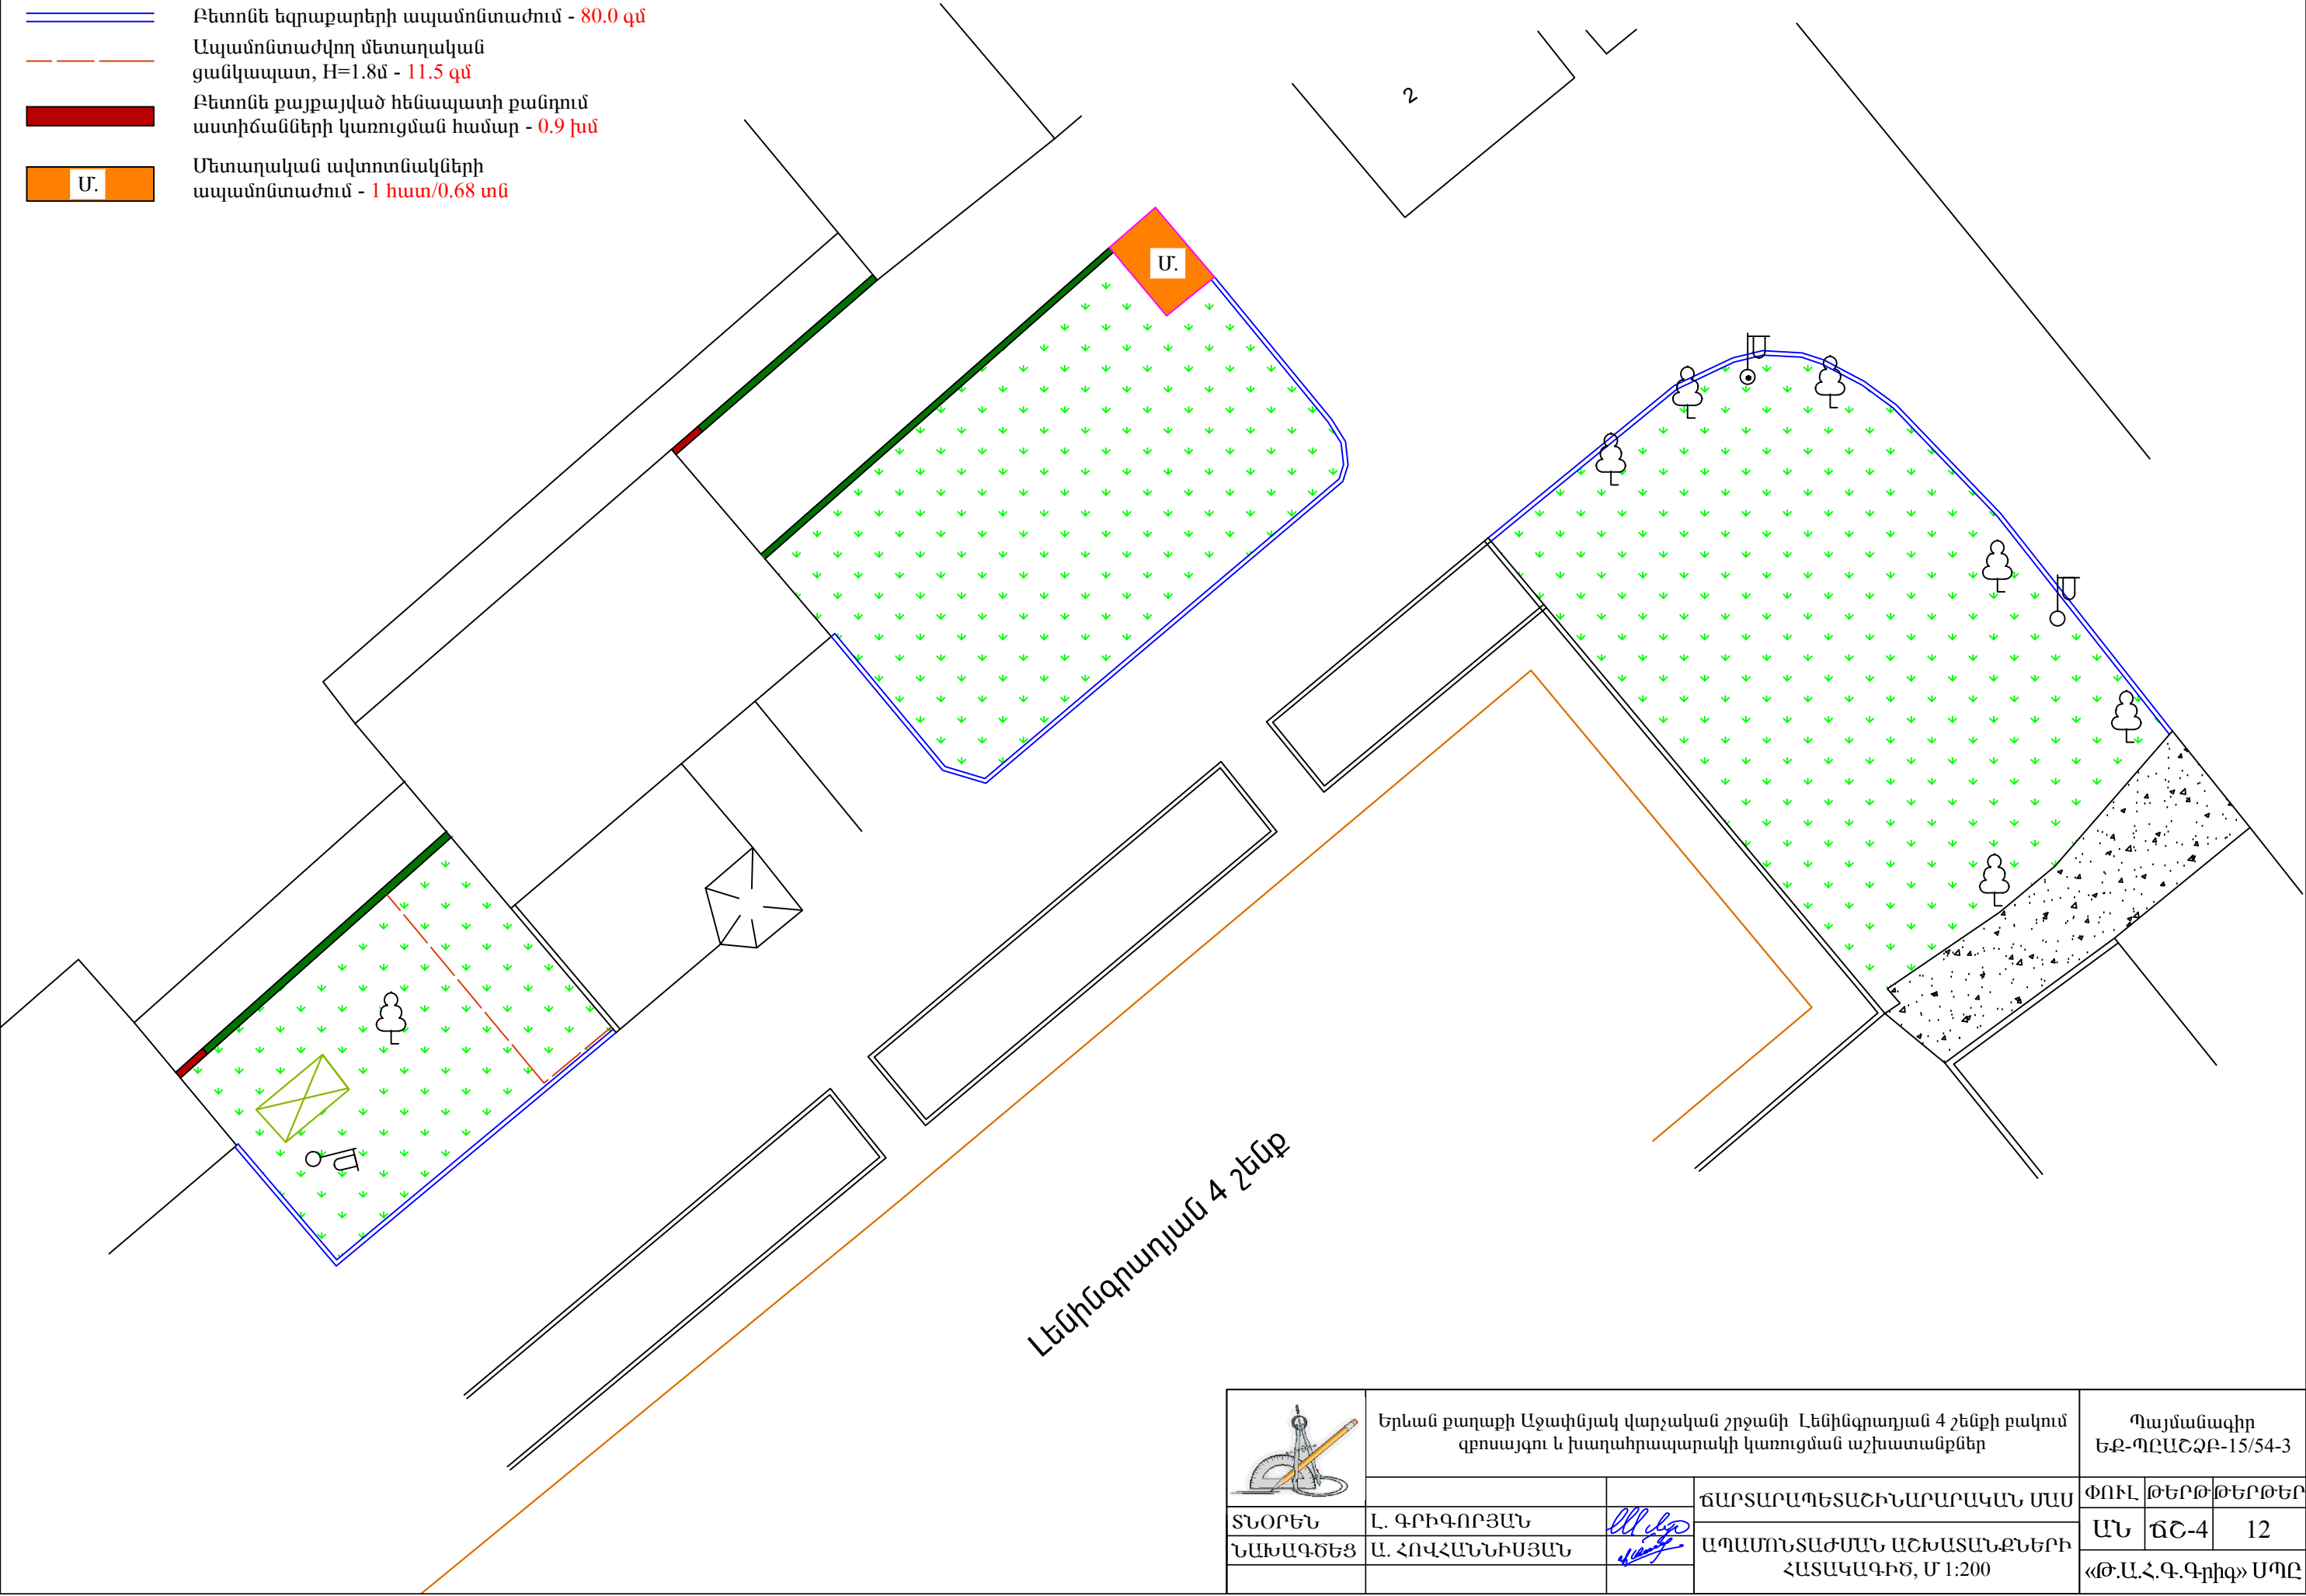 Բետոնե եզրաքարերի ապամոնտաժում - 80.0 գմ
Ապամոնտաժվող մետաղական
ցանկապատ, H=1.8մ - 11.5 գմ
Բետոնե քայքայված հենապատի քանդում
աստիճանների կառուցման համար - 0.9 խմ
Մ.
Մետաղական ավտոտնակների
ապամոնտաժում - 1 հատ/0.68 տն
2
Մ.
Լենինգրադյան 4 շենք
Երևան քաղաքի Աջափնյակ վարչական շրջանի Լենինգրադյան 4 շենքի բակում
զբոսայգու և խաղահրապարակի կառուցման աշխատանքներ
Պայմանագիր
ԵՔ-ՊԸԱՇՁԲ-15/54-3
ՃԱՐՏԱՐԱՊԵՏԱՇԻՆԱՐԱՐԱԿԱՆ ՄԱՍ
ՓՈՒԼ ԹԵՐԹ ԹԵՐԹԵՐ
ՏՆՕՐԵՆ Լ. ԳՐԻԳՈՐՅԱՆ
ԱՆ ՃՇ-4 12
ՆԱԽԱԳԾԵՑ Ա. ՀՈՎՀԱՆՆԻՍՅԱՆ
ԱՊԱՄՈՆՏԱԺՄԱՆ ԱՇԽԱՏԱՆՔՆԵՐԻ
ՀԱՏԱԿԱԳԻԾ, Մ 1:200
«Թ.Ա.Հ.Գ.Գրիգ» ՍՊԸ